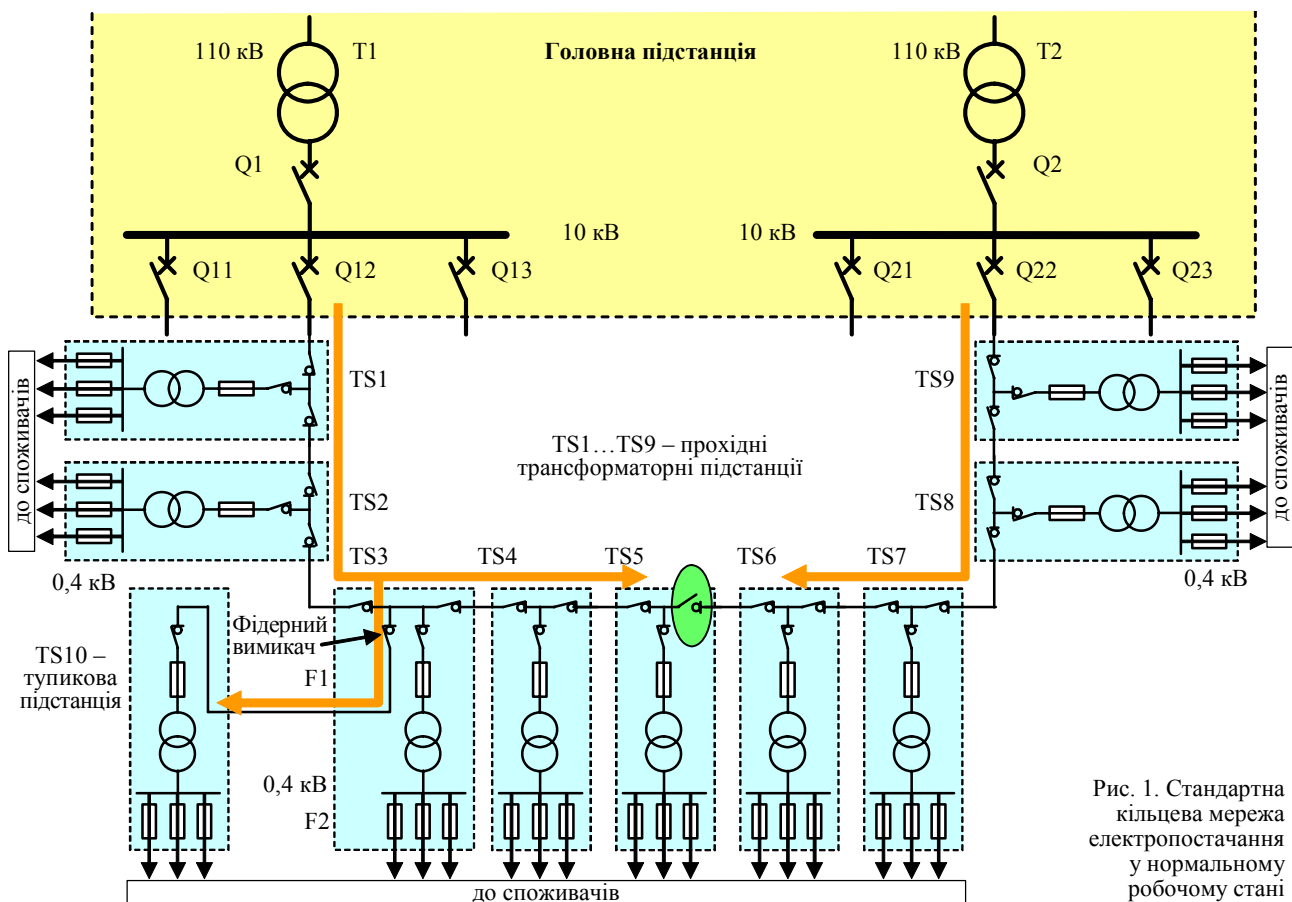 110 кВ
T1
Головна підстанція
110 кВ
T2
Q1
Q2
10 кВ
10 кВ
Q11
Q12
Q13
Q21
Q22
Q23
до споживачів
TS1
TS9
до споживачів
TS1…TS9 – прохідні
трансформаторні підстанції
TS2
TS8
0,4 кВ
TS3
TS4
TS5
TS6
TS7
0,4 кВ
Фідерний
вимикач
TS10 –
тупикова
підстанція
F1
0,4 кВ
F2
до споживачів
Рис. 1. Стандартна
кільцева мережа
електропостачання
у нормальному
робочому стані